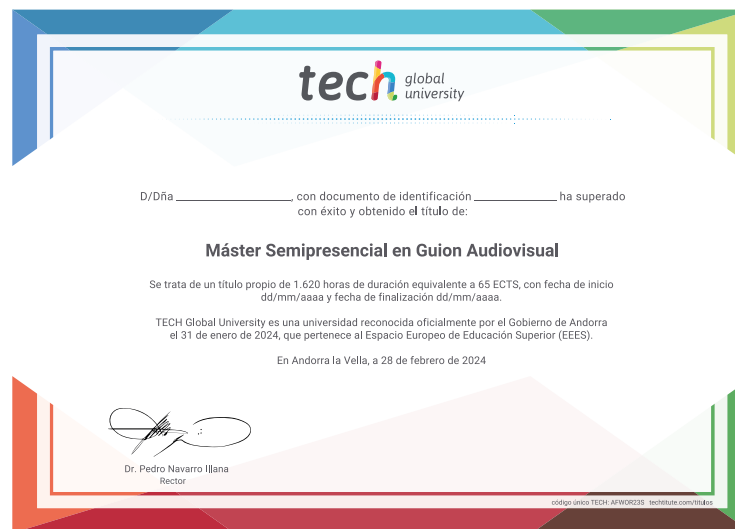 tech global
university
D/Dña ______________, con documento de identificación __________ ha superado
con éxito y obtenido el título de:
Máster Semipresencial en Guion Audiovisual
Se trata de un título propio de 1.620 horas de duración equivalente a 65 ECTS, con fecha de inicio
dd/mm/aaaa y fecha de finalización dd/mm/aaaa.
TECH Global University es una universidad reconocida oficialmente por el Gobierno de Andorra
el 31 de enero de 2024, que pertenece al Espacio Europeo de Educación Superior (EEES).
En Andorra la Vella, a 28 de febrero de 2024
Dr. Pedro Navarro Illana
Rector
código único TECH: AFWOR23S techtitute.com/titulos